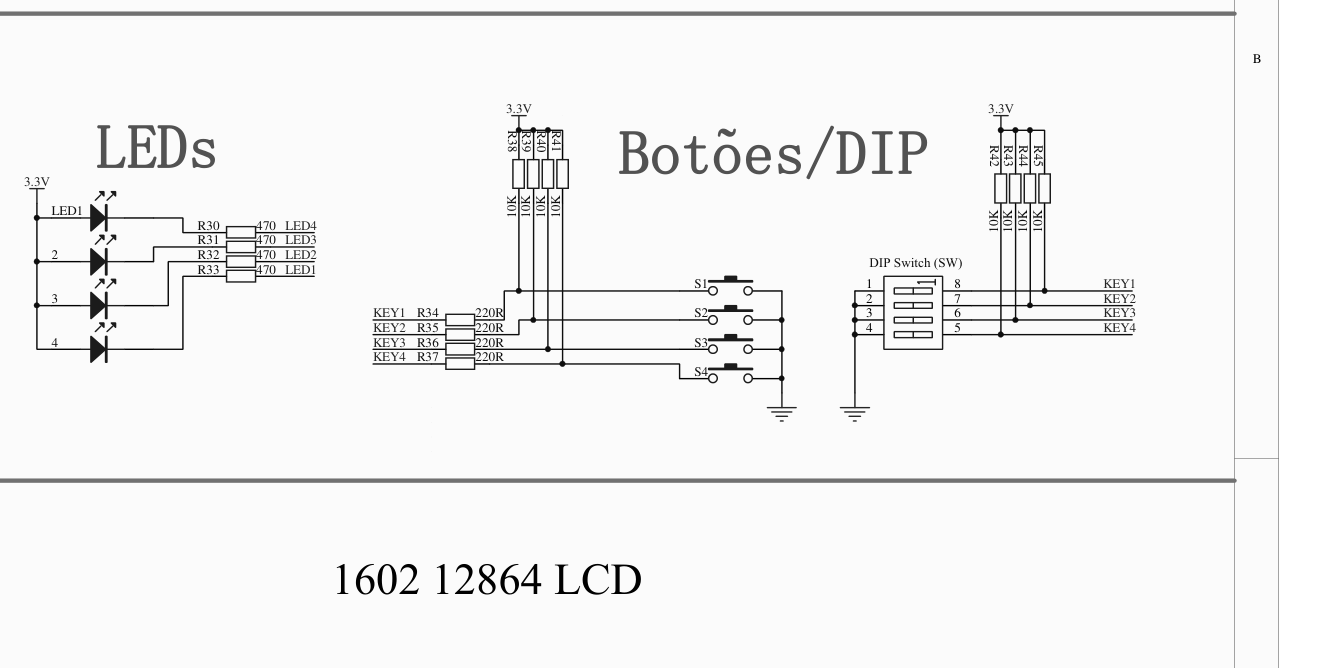 B
LEDs
3.3V
LED1
2
3
4
R30 470 LED4
R31 470 LED3
R32 470 LED2
R33 470 LED1
Botões/DIP
3.3V
R38 R39 R40 R41
10K 10K 10K 10K
KEY1 R34 220R
KEY2 R35
KEY3 R36
KEY4 R37 220R
S1
S2
S3
S4
3.3V
R42 R43 R44 R45
10K 10K 10K 10K
DIP Switch (SW)
1 8 KEY1
2 7 KEY2
3 6 KEY3
4 5 KEY4
1602 12864 LCD